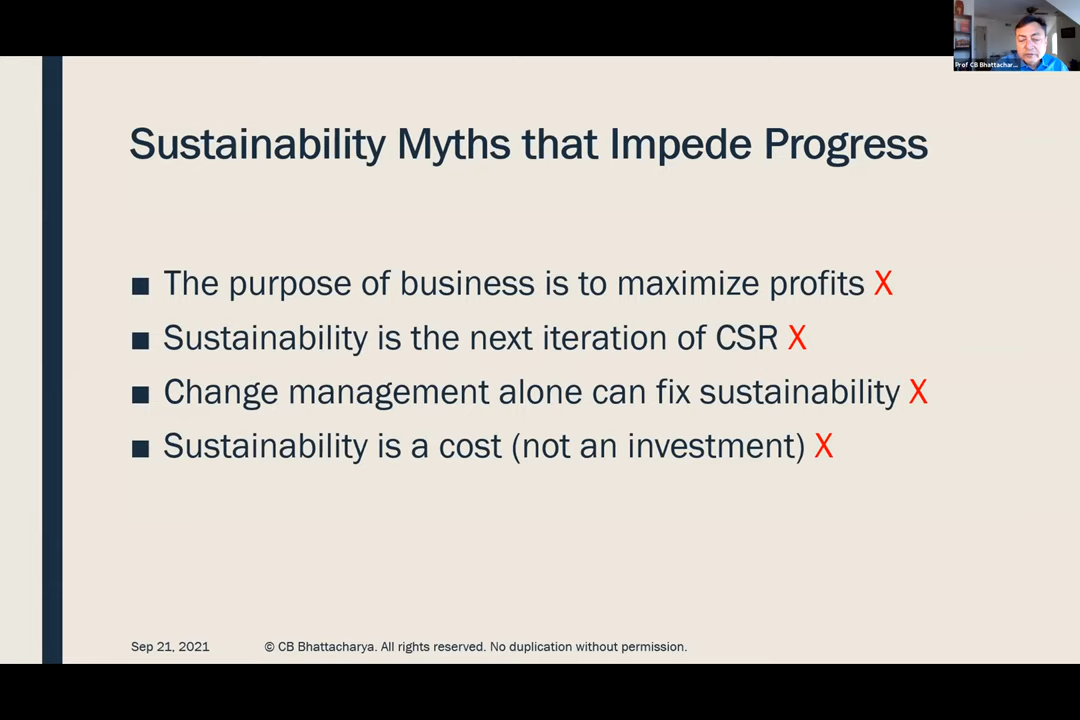 Prof CB Bhattachar...
Sustainability Myths that Impede Progress
■ The purpose of business is to maximize profits X
■ Sustainability is the next iteration of CSR X
■ Change management alone can fix sustainability X
■ Sustainability is a cost (not an investment) X
Sep 21, 2021 © CB Bhattacharya. All rights reserved. No duplication without permission.